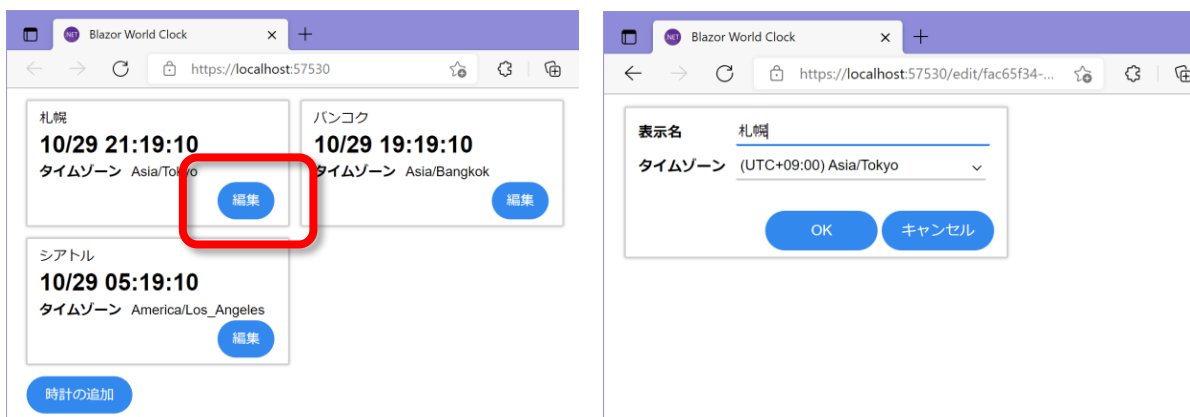 NET Blazor World Clock
https://localhost:57530
札幌
10/29 21:19:10
タイムゾーン Asia/Tokyo
編集
バンコク
10/29 19:19:10
タイムゾーン Asia/Bangkok
編集
シアトル
10/29 05:19:10
タイムゾーン America/Los_Angeles
編集
時計の追加
NET Blazor World Clock
https://localhost:57530/edit/fac65f34-...
表示名 札幌
タイムゾーン (UTC+09:00) Asia/Tokyo
OK キャンセル